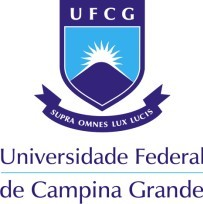 UFCG
SUPRA OMNES LUX LUCIS
Universidade Federal
de Campina Grande